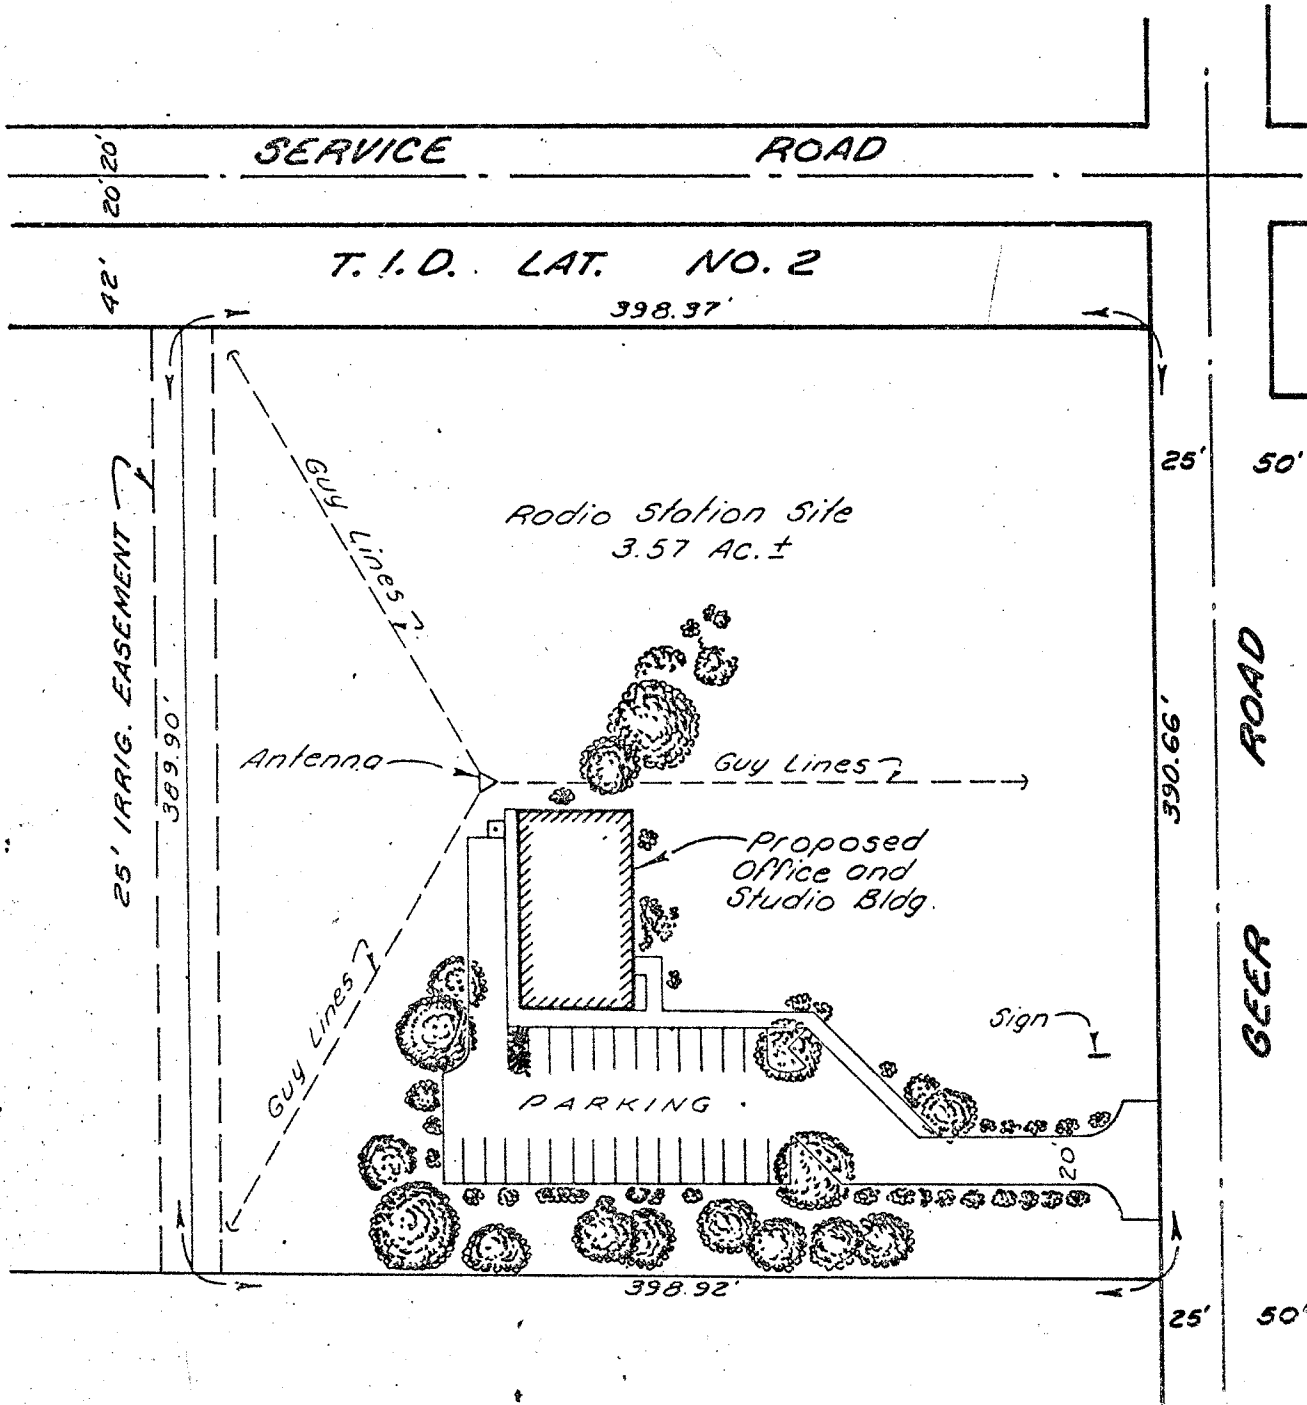 SERVICE ROAD
20' 20'
T.I.D. LAT. NO. 2
42'
398.37'
25' 50'
Guy Lines
Radio Station Site
3.57 Ac. ±
25' IRRIG. EASEMENT
389.90'
Antenna
Guy Lines
390.66'
GEER ROAD
Proposed
Office and
Studio Bldg.
Guy Lines
Sign
PARKING
20'
398.92'
25' 50'